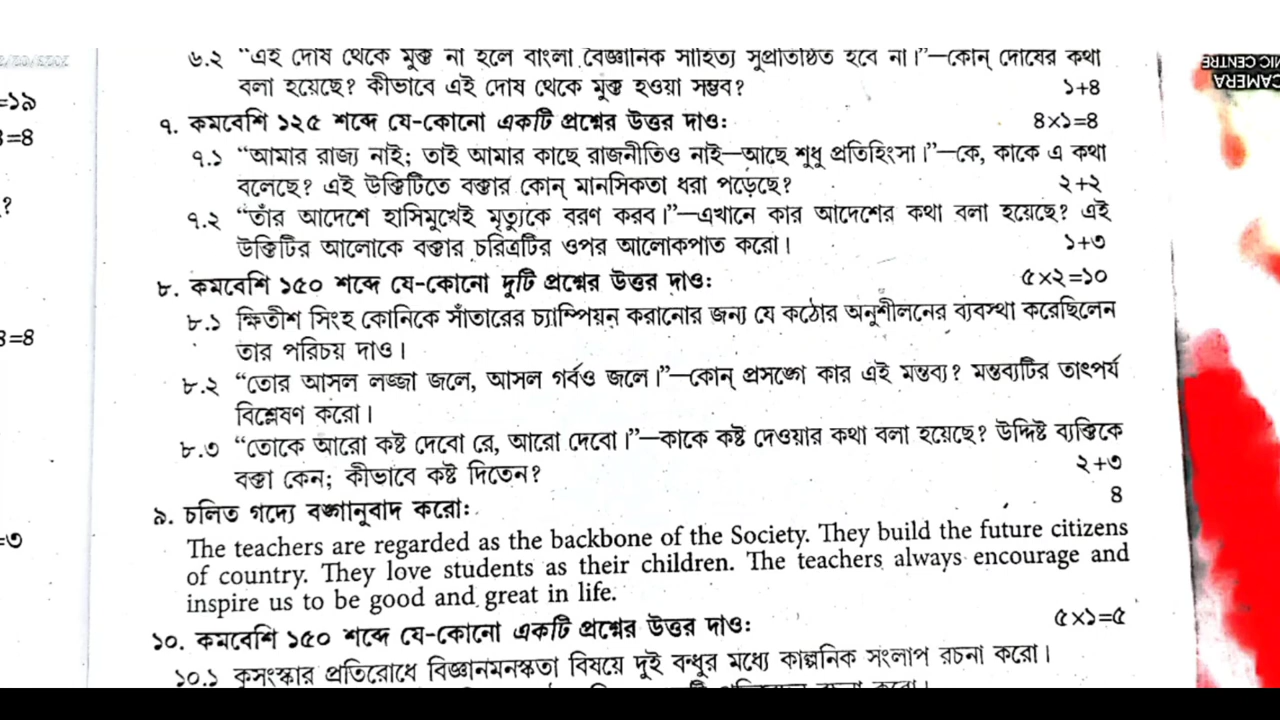 ৬.২ “এই দোষ থেকে মুক্ত না হলে বাংলা বৈজ্ঞানিক সাহিত্য সুপ্রতিষ্ঠিত হবে না।”—কোন্ দোষের কথা
বলা হয়েছে? কীভাবে এই দোষ থেকে মুক্ত হওয়া সম্ভব? ১+৪
৭. কমবেশি ১২৫ শব্দে যে-কোনো একটি প্রশ্নের উত্তর দাও: ৪×১=৪
৭.১ “আমার রাজ্য নাই; তাই আমার কাছে রাজনীতিও নাই—আছে শুধু প্রতিহিংসা।”—কে, কাকে এ কথা
বলেছে? এই উক্তিটিতে বক্তার কোন্ মানসিকতা ধরা পড়েছে? ২+২
৭.২ “তাঁর আদেশে হাসিমুখেই মৃত্যুকে বরণ করব।”—এখানে কার আদেশের কথা বলা হয়েছে? এই
উক্তিটির আলোকে বক্তার চরিত্রটির ওপর আলোকপাত করো। ১+৩
৮. কমবেশি ১৫০ শব্দে যে-কোনো দুটি প্রশ্নের উত্তর দাও: ৫×২=১০
৮.১ ক্ষিতীশ সিংহ কোনিকে সাঁতারের চ্যাম্পিয়ন করানোর জন্য যে কঠোর অনুশীলনের ব্যবস্থা করেছিলেন
তার পরিচয় দাও।
৮.২ “তোর আসল লজ্জা জলে, আসল গর্বও জলে।”—কোন্ প্রসঙ্গে কার এই মন্তব্য? মন্তব্যটির তাৎপর্য
বিশ্লেষণ করো।
৮.৩ “তোকে আরো কষ্ট দেবো রে, আরো দেবো।”—কাকে কষ্ট দেওয়ার কথা বলা হয়েছে? উদ্দিষ্ট ব্যক্তিকে
বক্তা কেন; কীভাবে কষ্ট দিতেন? ২+৩
৯. চলিত গদ্যে বঙ্গানুবাদ করো: ৪
The teachers are regarded as the backbone of the Society. They build the future citizens
of country. They love students as their children. The teachers always encourage and
inspire us to be good and great in life.
১০. কমবেশি ১৫০ শব্দে যে-কোনো একটি প্রশ্নের উত্তর দাও: ৫×১=৫
১০.১ কুসংস্কার প্রতিরোধে বিজ্ঞানমনস্কতা বিষয়ে দুই বন্ধুর মধ্যে কাল্পনিক সংলাপ রচনা করো।
=১৯
=৪
?
=৪
=৩